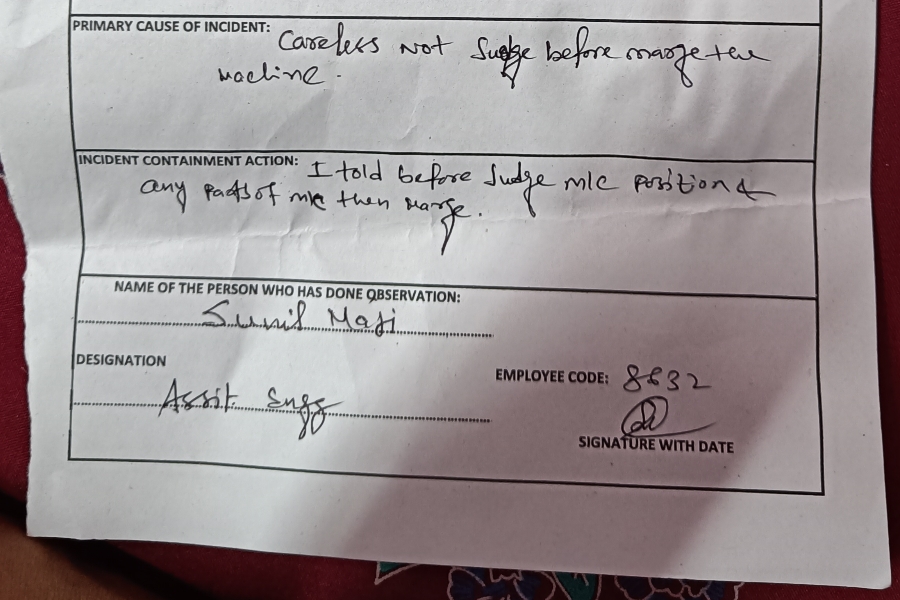 PRIMARY CAUSE OF INCIDENT:
Careless Not Judge before marge the
machine.
INCIDENT CONTAINMENT ACTION: I told before Judge m/c position &
any parts of m/c then marge.
NAME OF THE PERSON WHO HAS DONE OBSERVATION:
Sunil Maji
DESIGNATION
EMPLOYEE CODE: 8632
Assit Engg
SIGNATURE WITH DATE